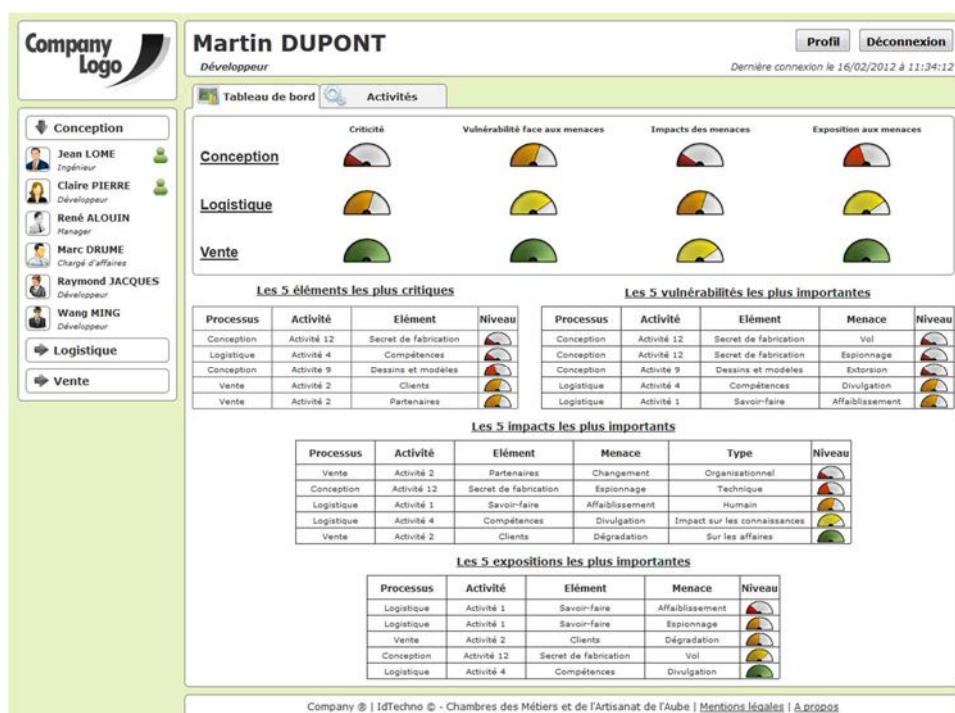 Company
Logo
Martin DUPONT
Profil
Déconnexion
Développeur
Dernière connexion le 16/02/2012 à 11:34:12
Tableau de bord
Activités
Conception
Jean LOME
Ingénieur
Claire PIERRE
Développeur
René ALOUIN
Manager
Marc DRUME
Chargé d'affaires
Raymond JACQUES
Développeur
Wang MING
Développeur
Logistique
Vente
Criticité Vulnérabilité face aux menaces Impacts des menaces Exposition aux menaces
Conception
Logistique
Vente
Les 5 éléments les plus critiques
Processus Activité Elément Niveau
Conception Activité 12 Secret de fabrication
Logistique Activité 4 Compétences
Conception Activité 9 Dessins et modèles
Vente Activité 2 Clients
Vente Activité 2 Partenaires
Les 5 vulnérabilités les plus importantes
Processus Activité Elément Menace Niveau
Conception Activité 12 Secret de fabrication Vol
Conception Activité 12 Secret de fabrication Espionnage
Conception Activité 9 Dessins et modèles Extorsion
Logistique Activité 4 Compétences Divulgation
Logistique Activité 1 Savoir-faire Affaiblissement
Les 5 impacts les plus importants
Processus Activité Elément Menace Type Niveau
Vente Activité 2 Partenaires Changement Organisationnel
Conception Activité 12 Secret de fabrication Espionnage Technique
Logistique Activité 1 Savoir-faire Affaiblissement Humain
Logistique Activité 4 Compétences Divulgation Impact sur les connaissances
Vente Activité 2 Clients Dégradation Sur les affaires
Les 5 expositions les plus importantes
Processus Activité Elément Menace Niveau
Logistique Activité 1 Savoir-faire Affaiblissement
Logistique Activité 1 Savoir-faire Espionnage
Vente Activité 2 Clients Dégradation
Conception Activité 12 Secret de fabrication Vol
Logistique Activité 4 Compétences Divulgation
Company ® | IdTechno © - Chambres des Métiers et de l'Artisanat de l'Aube | Mentions légales | A propos